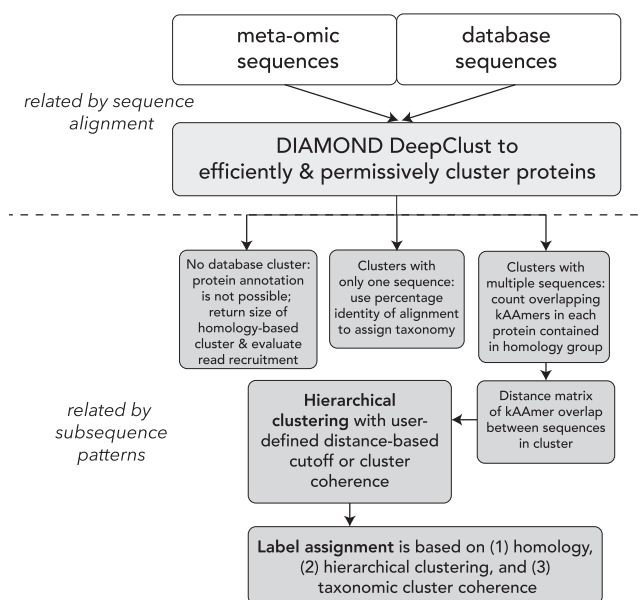 meta-omic
sequences
database
sequences
related by sequence
alignment
DIAMOND DeepClust to
efficiently & permissively cluster proteins
No database cluster:
protein annotation
is not possible;
return size of
homology-based
cluster & evaluate
read recruitment
Clusters with
only one sequence:
use percentage
identity of alignment
to assign taxonomy
Clusters with
multiple sequences:
count overlapping
kAAmers in each
protein contained
in homology group
related by
subsequence
patterns
Hierarchical
clustering with user-
defined distance-based
cutoff or cluster
coherence
Distance matrix
of kAAmer overlap
between sequences
in cluster
Label assignment is based on (1) homology,
(2) hierarchical clustering, and (3)
taxonomic cluster coherence